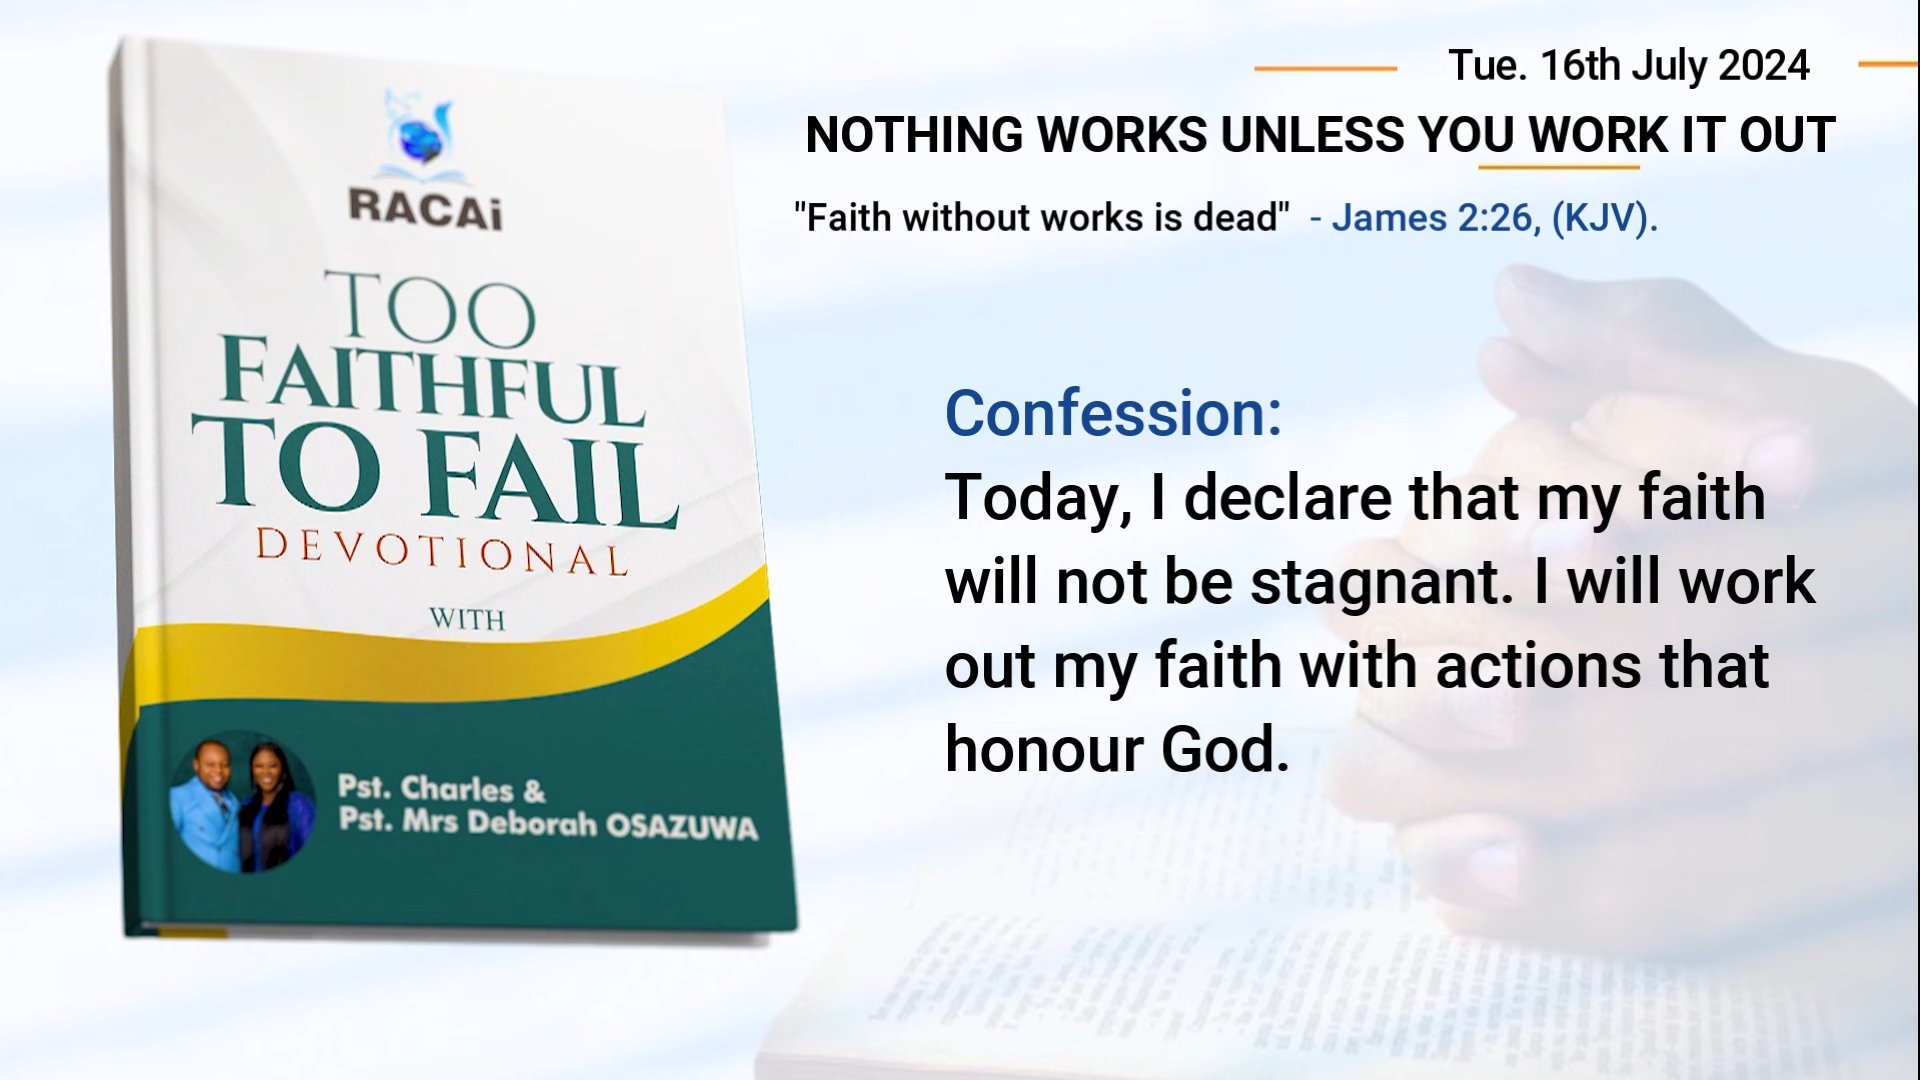 RACAi
TOO
FAITHFUL
TO FAIL
DEVOTIONAL
WITH
Pst. Charles &
Pst. Mrs Deborah OSAZUWA
Tue. 16th July 2024
NOTHING WORKS UNLESS YOU WORK IT OUT
"Faith without works is dead" - James 2:26, (KJV).
Confession:
Today, I declare that my faith
will not be stagnant. I will work
out my faith with actions that
honour God.